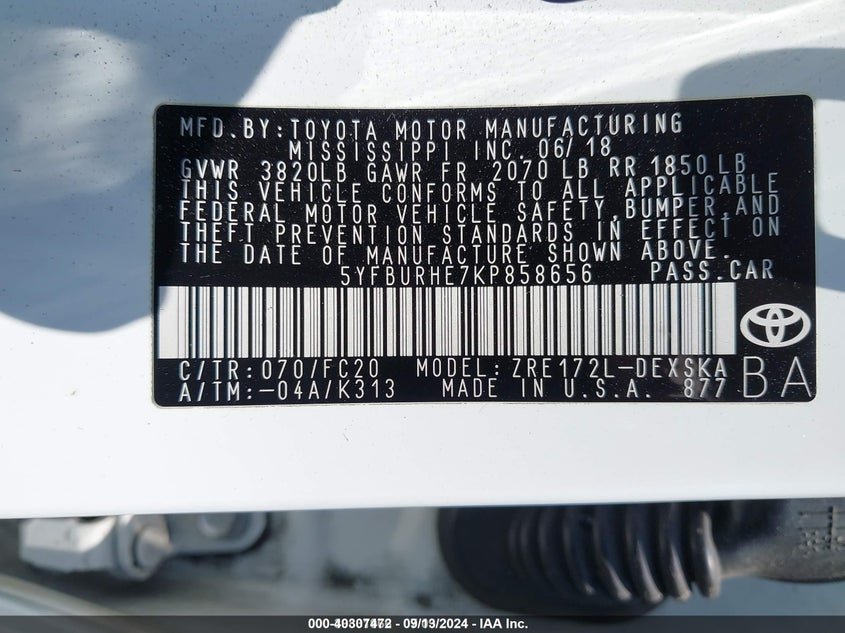 MFD.BY:TOYOTA MOTOR MANUFACTURING
MISSISSIPPI INC. 06/18
GVWR 3820LB GAWR FR 2070 LB RR 1850 LB
THIS VEHICLE CONFORMS TO ALL APPLICABLE
FEDERAL MOTOR VEHICLE SAFETY,BUMPER,AND
THEFT PREVENTION STANDARDS IN EFFECT ON
THE DATE OF MANUFACTURE SHOWN ABOVE.
5YFBURHE7KP858656 PASS.CAR
C/TR:070/FC20 MODEL:ZRE172L-DEXSKA
A/TM:-04A/K313 MADE IN U.S.A. 877
BA
- IAA Inc.